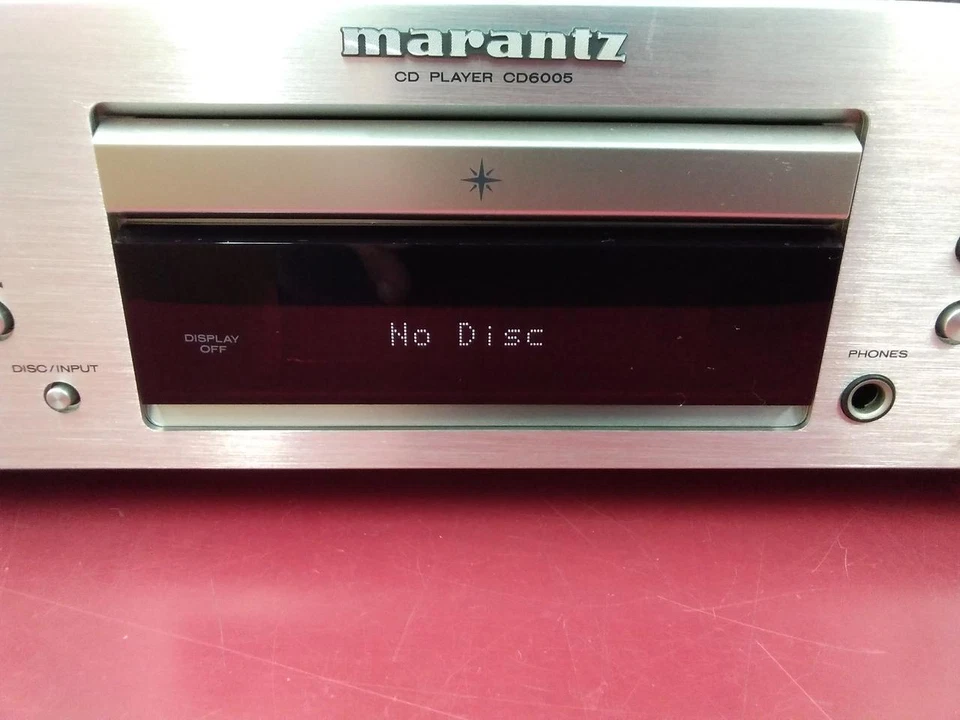 marantz
CD PLAYER CD6005
No Disc
DISPLAY
OFF
DISC/INPUT
PHONES